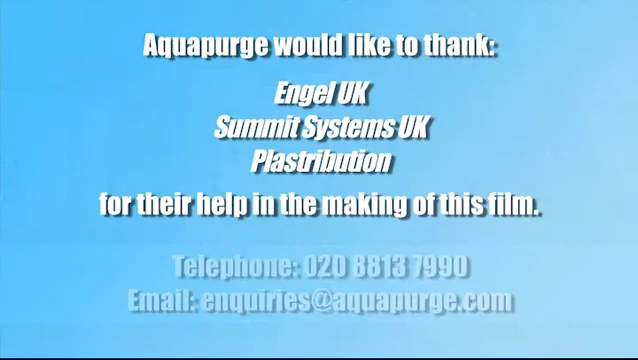 Aquapurge would like to thank:
Engel UK
Summit Systems UK
Plastribution
for their help in the making of this film.
Telephone: 020 8813 7990
Email: enquiries@aquapurge.com